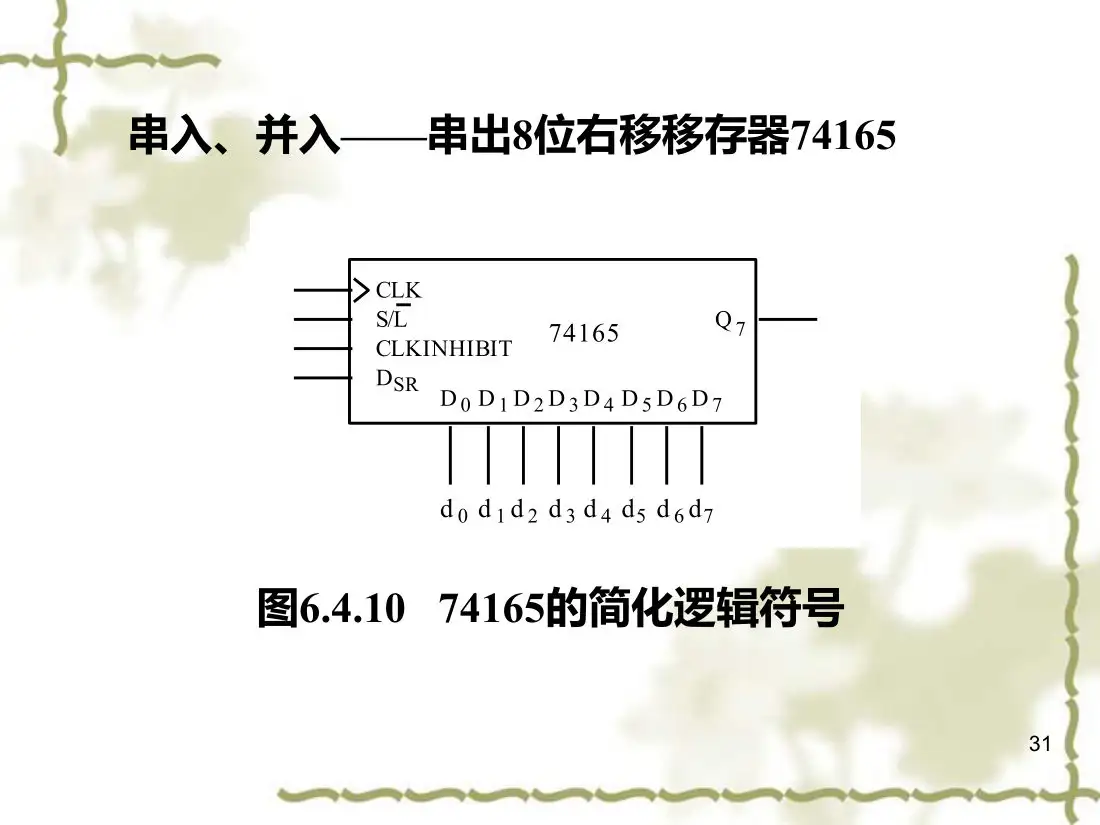 串入、并入——串出8位右移移存器74165
CLK
S/L̅
74165
Q7
CLKINHIBIT
DSR
D0 D1 D2 D3 D4 D5 D6 D7
d0 d1 d2 d3 d4 d5 d6 d7
图6.4.10 74165的简化逻辑符号
31